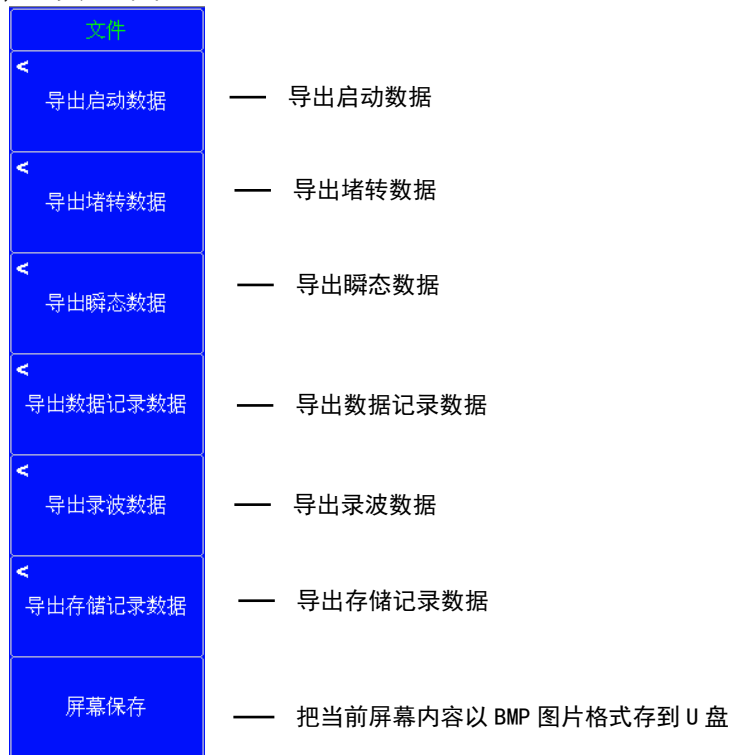 文件
<
导出启动数据 —— 导出启动数据
<
导出堵转数据 —— 导出堵转数据
<
导出瞬态数据 —— 导出瞬态数据
<
导出数据记录数据 —— 导出数据记录数据
<
导出录波数据 —— 导出录波数据
<
导出存储记录数据 —— 导出存储记录数据
屏幕保存 —— 把当前屏幕内容以 BMP 图片格式存到 U 盘